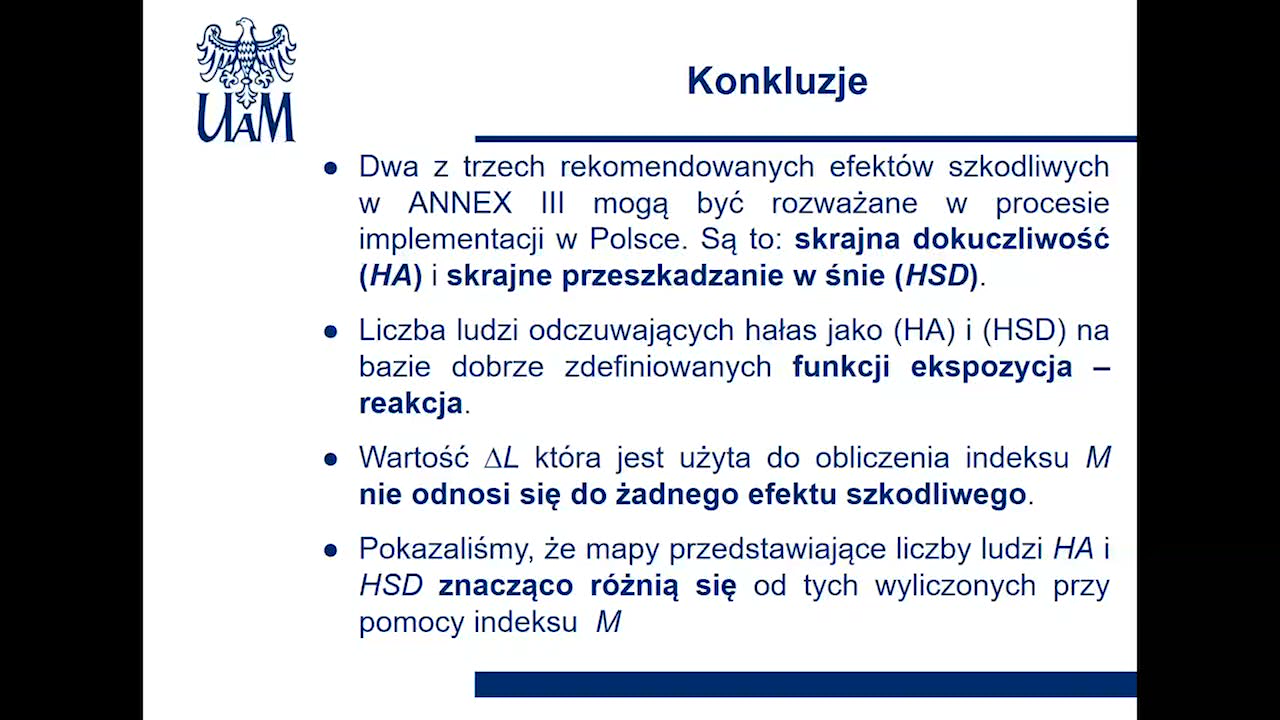 UAM
Konkluzje
● Dwa z trzech rekomendowanych efektów szkodliwych
w ANNEX III mogą być rozważane w procesie
implementacji w Polsce. Są to: skrajna dokuczliwość
(HA) i skrajne przeszkadzanie w śnie (HSD).
● Liczba ludzi odczuwających hałas jako (HA) i (HSD) na
bazie dobrze zdefiniowanych funkcji ekspozycja –
reakcja.
● Wartość ∆L która jest użyta do obliczenia indeksu M
nie odnosi się do żadnego efektu szkodliwego.
● Pokazaliśmy, że mapy przedstawiające liczby ludzi HA i
HSD znacząco różnią się od tych wyliczonych przy
pomocy indeksu M